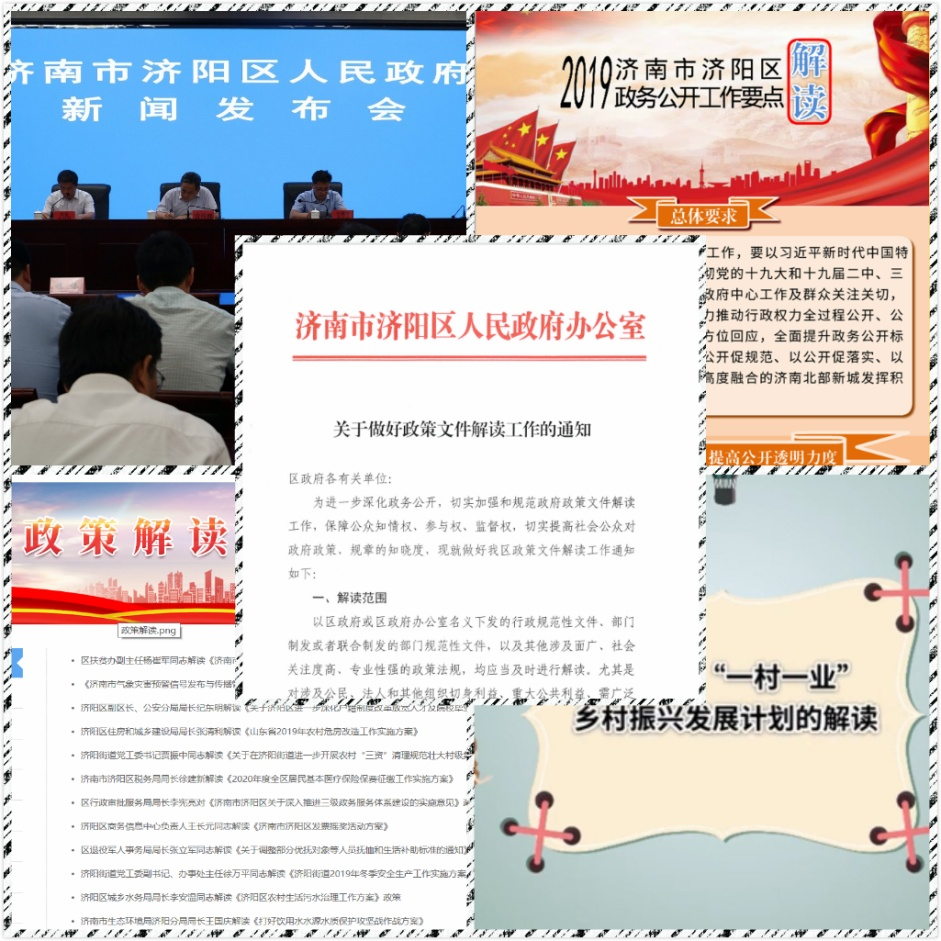 济南市济阳区人民政府
新闻发布会
2019济南市济阳区
政务公开工作要点
解读
总体要求
工作，要以习近平新时代中国特
彻党的十九大和十九届二中、三
政府中心工作及群众关注关切，
力推动行政权力全过程公开、公
方位回应，全面提升政务公开标
公开促规范、以公开促落实、以
高度融合的济南北部新城发挥积
提高公开透明力度
济南市济阳区人民政府办公室
关于做好政策文件解读工作的通知
区政府各有关单位：
为进一步深化政务公开，切实加强和规范政府政策文件解读
工作，保障公众知情权、参与权、监督权，切实提高社会公众对
政府政策、规章的知晓度，现就做好我区政策文件解读工作通知
如下：
一、解读范围
以区政府或区政府办公室名义下发的行政规范性文件、部门
制发或者联合制发的部门规范性文件，以及其他涉及面广、社会
关注度高、专业性强的政策法规，均应当及时进行解读。尤其是
对涉及公民、法人和其他组织切身利益、重大公共利益、需广泛
政策解读
政策解读.png
区扶贫办副主任杨崔军同志解读《济南市
《济南市气象灾害预警信号发布与传播
济阳区副区长、公安分局局长纪东明解读《关于济阳区进一步深化户籍制度改革放宽人才及高校毕
济阳区住房和城乡建设局局长张清利解读《山东省2019年农村危房改造工作实施方案》
济阳街道党工委书记贾振中同志解读《关于在济阳街道进一步开展农村“三资”清理规范壮大村级
济南市济阳区税务局局长徐建新解读《2020年度全区居民基本医疗保险保费征缴工作实施方案》
区行政审批服务局局长李宪亮对《济南市济阳区关于深入推进三级政务服务体系建设的实施意见》
济阳区商务信息中心负责人王长元同志解读《济南市济阳区发票摇奖活动方案》
区退役军人事务局局长张立军同志解读《关于调整部分优抚对象等人员抚恤和生活补助标准的通知》
济阳街道党工委副书记、办事处主任徐万平同志解读《济阳街道2019年冬季安全生产工作实施方案
济阳区城乡水务局局长李安温同志解读《济阳区农村生活污水治理工作方案》政策
济南市生态环境局济阳分局局长王国庆解读《打好饮用水水源水质保护攻坚战作战方案》
“一村一业”
乡村振兴发展计划的解读